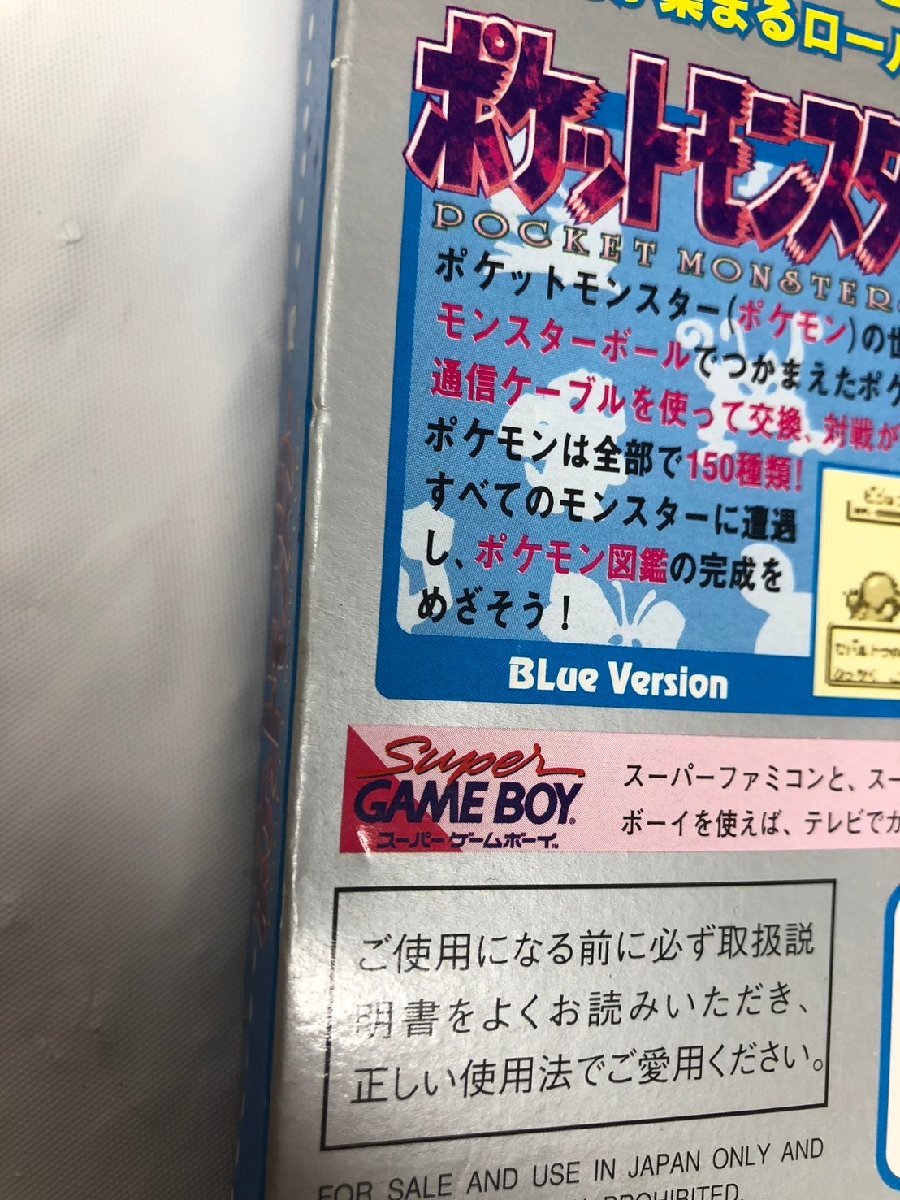 集まるロール
ポケットモンスタ
POCKET MONSTERS
ポケットモンスター(ポケモン)の世
モンスターボールでつかまえたポケ
通信ケーブルを使って交換、対戦が
ポケモンは全部で150種類!
すべてのモンスターに遭遇
し、ポケモン図鑑の完成を
めざそう!
BLue Version
Super
GAME BOY
スーパーゲームボーイ
スーパーファミコンと、スー
ボーイを使えば、テレビでカ
ご使用になる前に必ず取扱説
明書をよくお読みいただき、
正しい使用法でご愛用ください。
FOR SALE AND USE IN JAPAN ONLY AND
PROHIBITED.